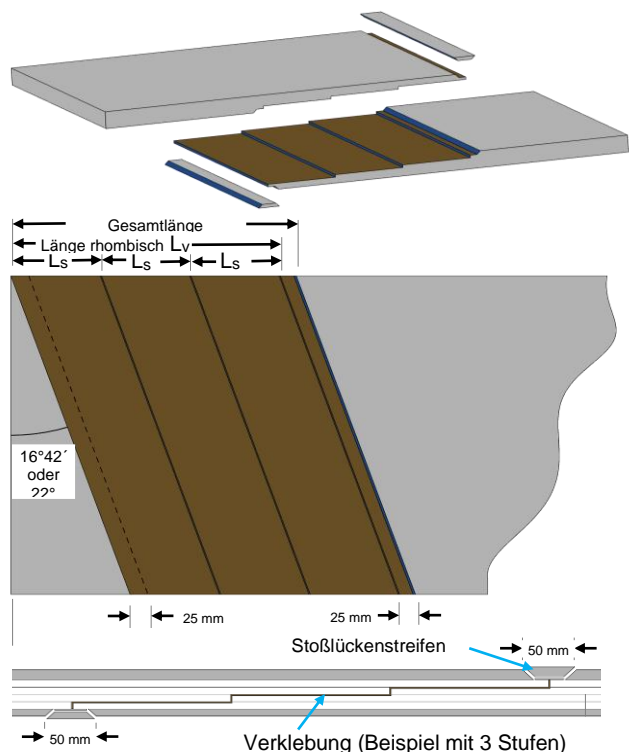 Gesamtlänge
Länge rhombisch Lv
Ls Ls Ls
16°42´
oder
22°
25 mm 25 mm
Stoßlückenstreifen 50 mm
50 mm Verklebung (Beispiel mit 3 Stufen)